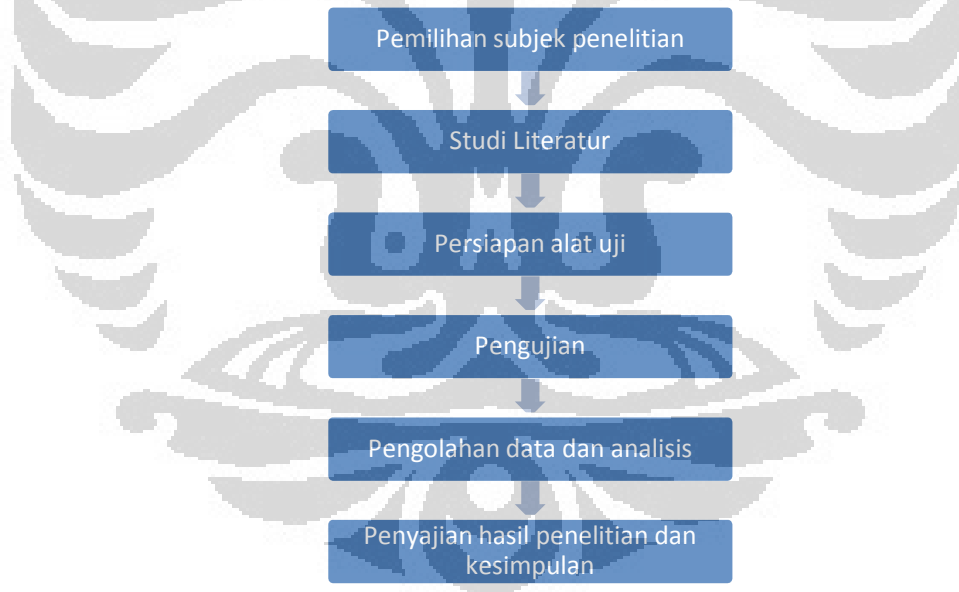 Pemilihan subjek penelitian
Studi Literatur
Persiapan alat uji
Pengujian
Pengolahan data dan analisis
Penyajian hasil penelitian dan
kesimpulan